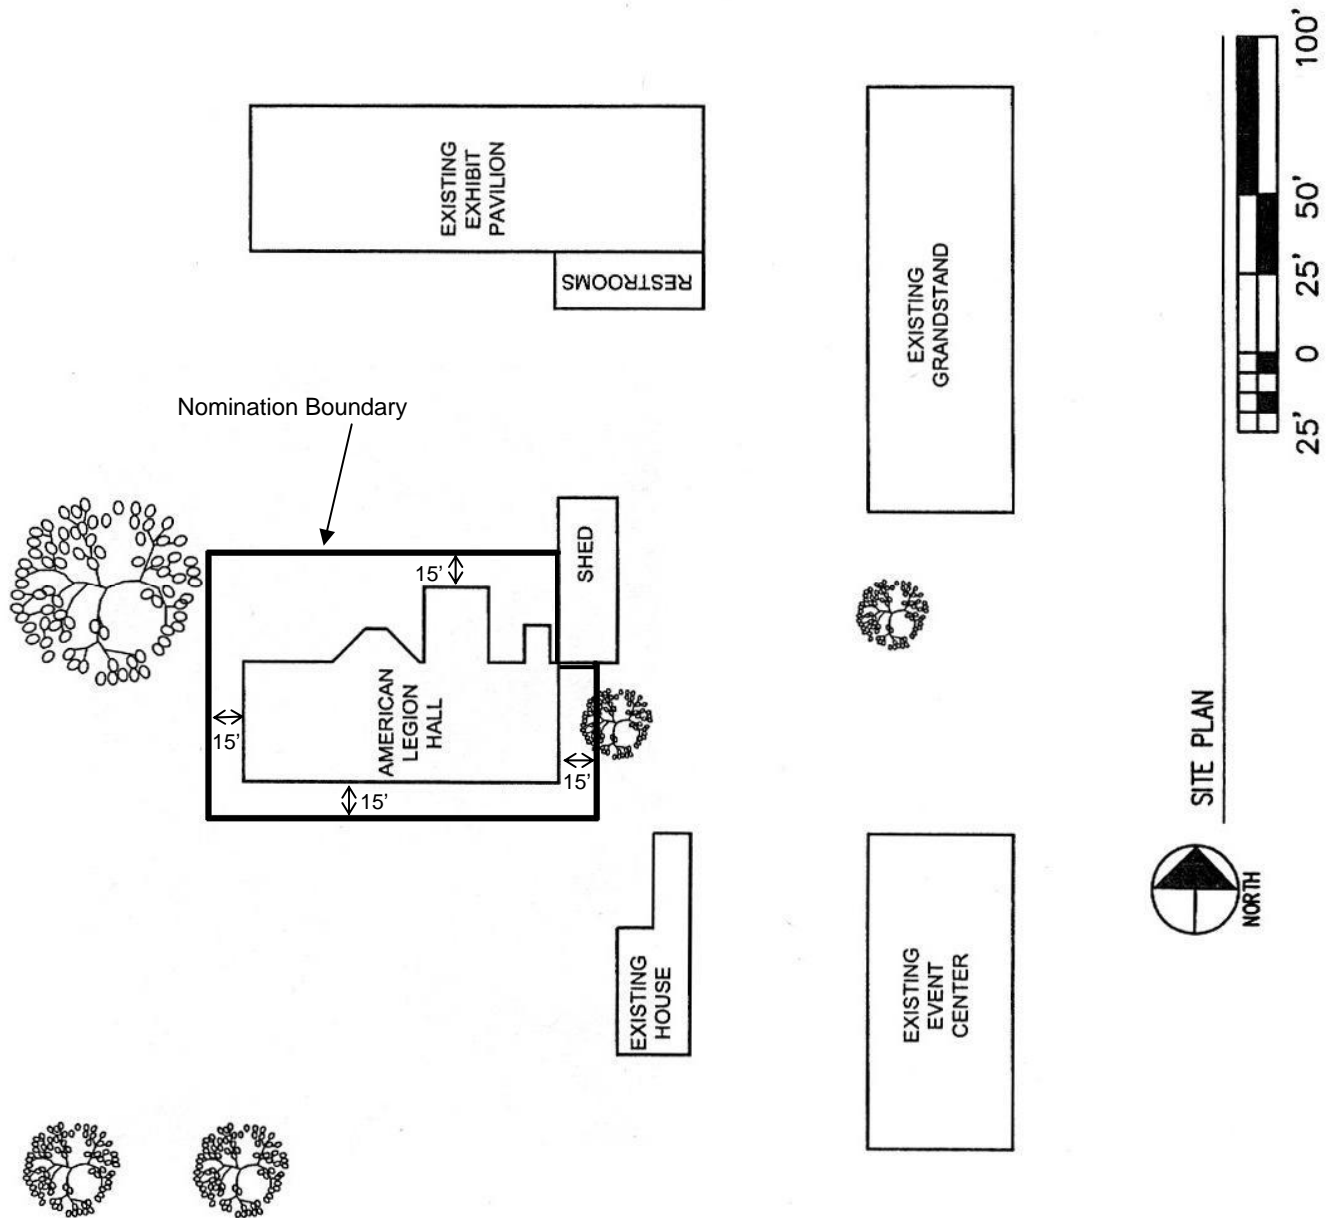 EXISTING
EXHIBIT
PAVILION
RESTROOMS
Nomination Boundary
EXISTING
GRANDSTAND
100'
50'
25'
0
25'
SHED
15'
AMERICAN
LEGION
HALL
15'
15'
15'
SITE PLAN
NORTH
EXISTING
HOUSE
EXISTING
EVENT
CENTER